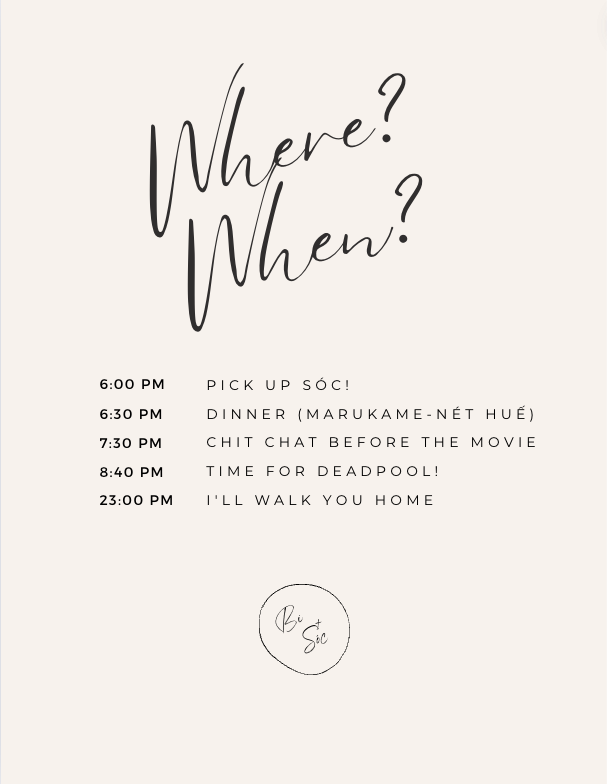 Where?
When?
6:00 PM PICK UP SÓC!
6:30 PM DINNER (MARUKAME-NÉT HUẾ)
7:30 PM CHIT CHAT BEFORE THE MOVIE
8:40 PM TIME FOR DEADPOOL!
23:00 PM I'LL WALK YOU HOME
Bi
+
Sóc